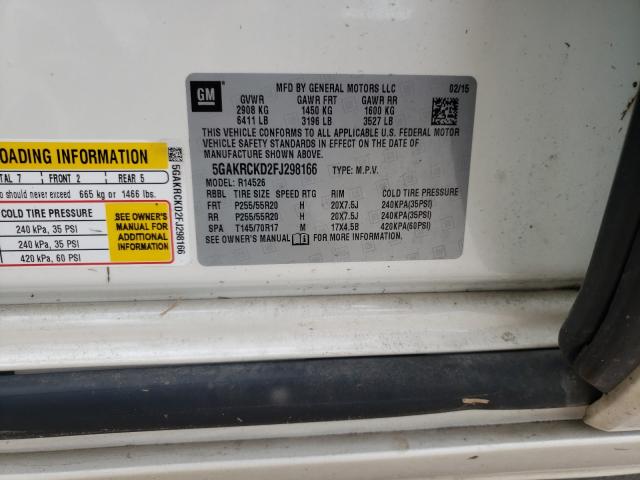 GM
MFD BY GENERAL MOTORS LLC 02/15
GVWR GAWR FRT GAWR RR
2908 KG 1450 KG 1600 KG
6411 LB 3196 LB 3527 LB
THIS VEHICLE CONFORMS TO ALL APPLICABLE U.S. FEDERAL MOTOR
VEHICLE SAFETY STANDARDS IN EFFECT ON THE DATE OF
MANUFACTURE SHOWN ABOVE.
5GAKRCKD2FJ298166 TYPE: M.P.V.
MODEL: R14526
RBBL TIRE SIZE SPEED RTG RIM COLD TIRE PRESSURE
FRT P255/55R20 H 20X7.5J 240KPA(35PSI)
RR P255/55R20 H 20X7.5J 240KPA(35PSI)
SPA T145/70R17 M 17X4.5B 420KPA(60PSI)
SEE OWNER'S MANUAL FOR MORE INFORMATION.
OADING INFORMATION
TAL 7 FRONT 2 REAR 5
o should never exceed 665 kg or 1466 lbs.
COLD TIRE PRESSURE
240 kPa, 35 PSI
240 kPa, 35 PSI
420 kPa, 60 PSI
SEE OWNER'S
MANUAL FOR
ADDITIONAL
INFORMATION
5GAKRCKD2FJ298166